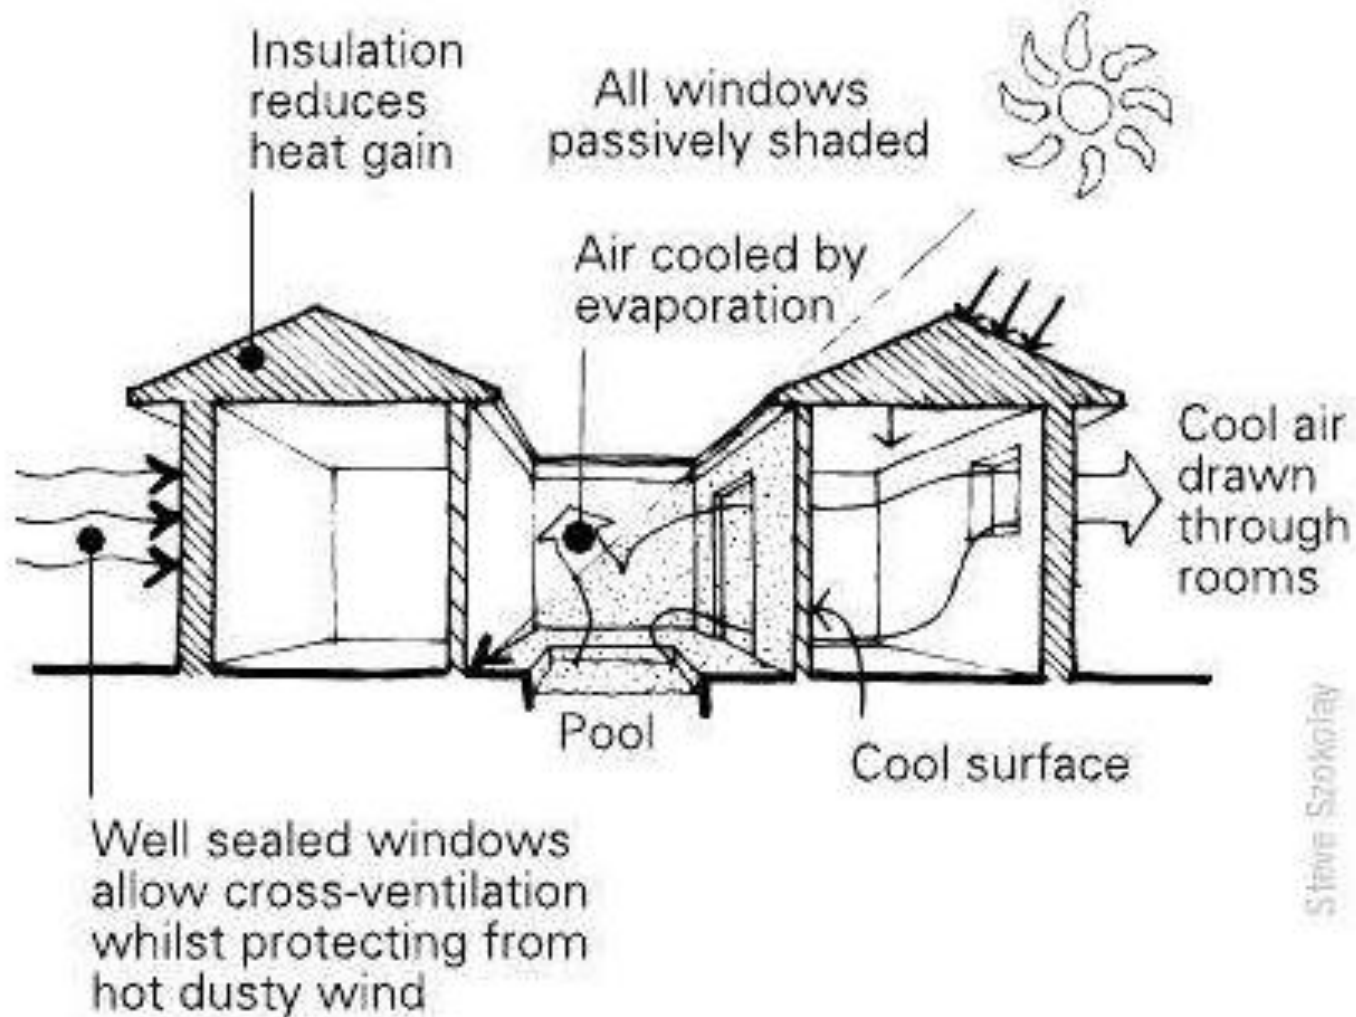 Insulation
reduces
heat gain
All windows
passively shaded
Air cooled by
evaporation
Cool air
drawn
through
rooms
Pool
Cool surface
Well sealed windows
allow cross-ventilation
whilst protecting from
hot dusty wind
Steve Szokolay